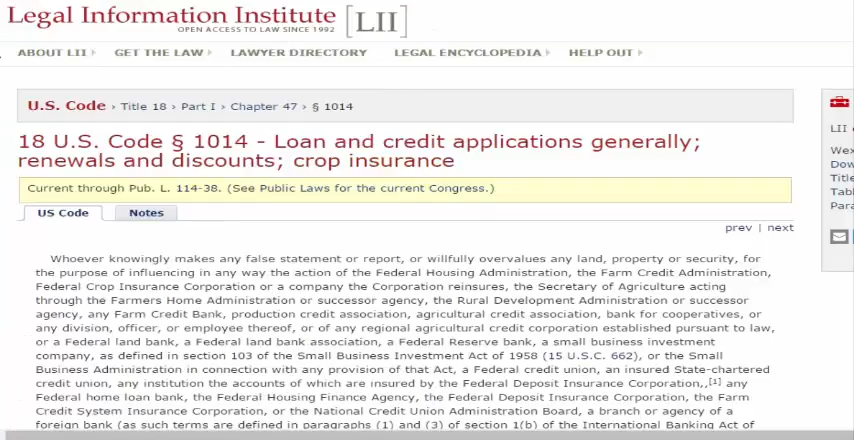 Legal Information Institute [LII]
OPEN ACCESS TO LAW SINCE 1992
ABOUT LII GET THE LAW LAWYER DIRECTORY LEGAL ENCYCLOPEDIA HELP OUT
U.S. Code › Title 18 › Part I › Chapter 47 › § 1014
18 U.S. Code § 1014 - Loan and credit applications generally;
renewals and discounts; crop insurance
Current through Pub. L. 114-38. (See Public Laws for the current Congress.)
US Code Notes
prev | next
Whoever knowingly makes any false statement or report, or willfully overvalues any land, property or security, for
the purpose of influencing in any way the action of the Federal Housing Administration, the Farm Credit Administration,
Federal Crop Insurance Corporation or a company the Corporation reinsures, the Secretary of Agriculture acting
through the Farmers Home Administration or successor agency, the Rural Development Administration or successor
agency, any Farm Credit Bank, production credit association, agricultural credit association, bank for cooperatives, or
any division, officer, or employee thereof, or of any regional agricultural credit corporation established pursuant to law,
or a Federal land bank, a Federal land bank association, a Federal Reserve bank, a small business investment
company, as defined in section 103 of the Small Business Investment Act of 1958 (15 U.S.C. 662), or the Small
Business Administration in connection with any provision of that Act, a Federal credit union, an insured State-chartered
credit union, any institution the accounts of which are insured by the Federal Deposit Insurance Corporation,,[1] any
Federal home loan bank, the Federal Housing Finance Agency, the Federal Deposit Insurance Corporation, the Farm
Credit System Insurance Corporation, or the National Credit Union Administration Board, a branch or agency of a
foreign bank (as such terms are defined in paragraphs (1) and (3) of section 1(b) of the International Banking Act of
LII
Wex
Dow
Title
Tabl
Para